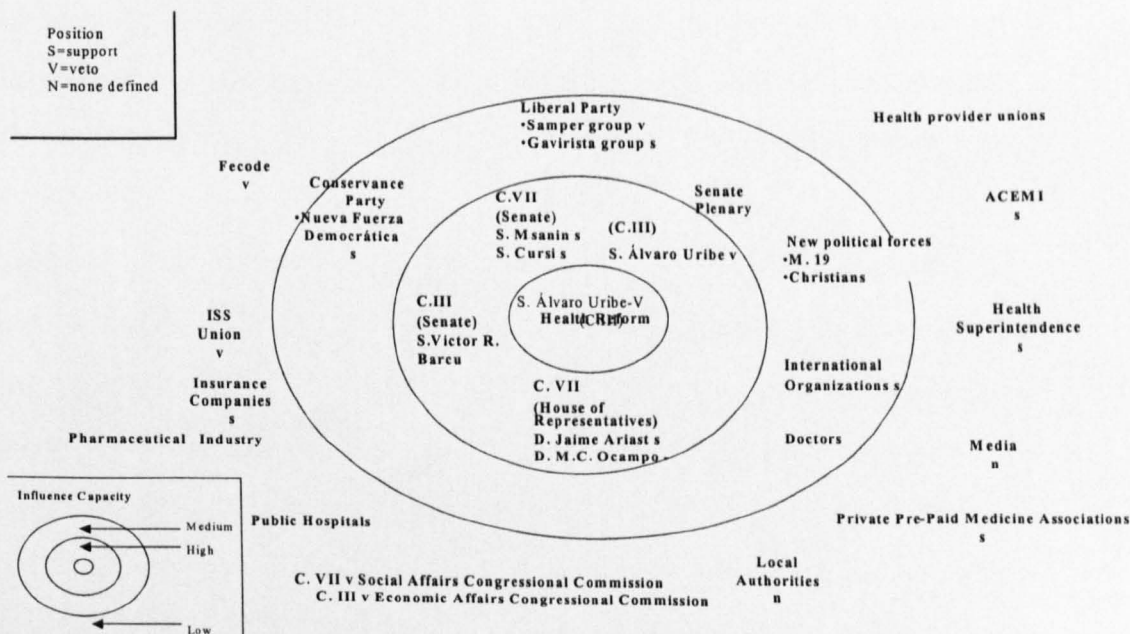 Position
S=support
V=veto
N=none defined
Liberal Party
•Samper group v
•Gavirista group s
Health provider unions
Fecode
v
Conservance
Party
•Nueva Fuerza
Democrática
s
C.VII
(Senate)
S. Msanin s
S. Cursi s
(C.III)
S. Álvaro Uribe v
Senate
Plenary
ACEMI
s
New political forces
•M. 19
•Christians
ISS
Union
v
C.III
(Senate)
S.Victor R.
Barcu
S. Álvaro Uribe-V
Health Reform
Health
Superintendence
s
Insurance
Companies
s
C. VII
(House of
Representatives)
D. Jaime Ariast s
D. M.C. Ocampo -
International
Organizations s
Pharmaceutical Industry
Doctors
Media
n
Influence Capacity
Medium
High
Low
Public Hospitals
Private Pre-Paid Medicine Associations
s
Local
Authorities
n
C. VII v Social Affairs Congressional Commission
C. III v Economic Affairs Congressional Commission